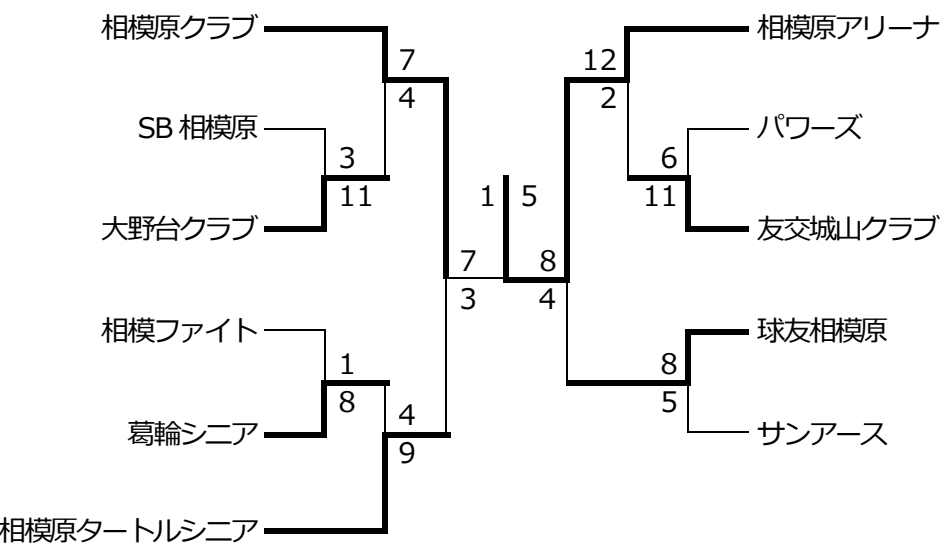 相模原クラブ
7
4
SB 相模原
3
11
大野台クラブ
7
3
相模ファイト
1
8
葛輪シニア
4
9
相模原タートルシニア
1 5
相模原アリーナ
12
2
パワーズ
6
11
友交城山クラブ
8
4
球友相模原
8
5
サンアース